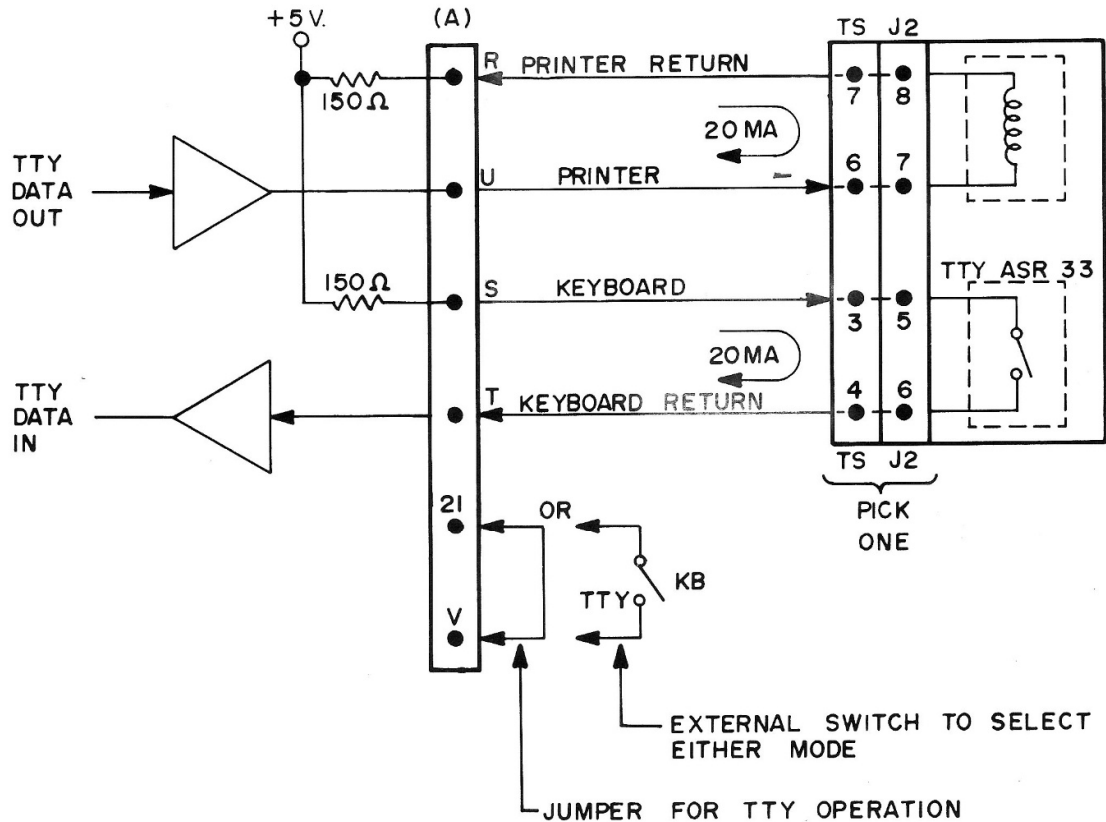 +5V.
(A)
TS J2
R PRINTER RETURN
7 8
150Ω
20 MA
TTY
DATA
OUT
6 7
U PRINTER
150Ω
S KEYBOARD
TTY ASR 33
3 5
20MA
TTY
DATA
IN
T KEYBOARD RETURN
4 6
TS J2
PICK
ONE
21
OR
KB
TTY
V
EXTERNAL SWITCH TO SELECT
EITHER MODE
JUMPER FOR TTY OPERATION